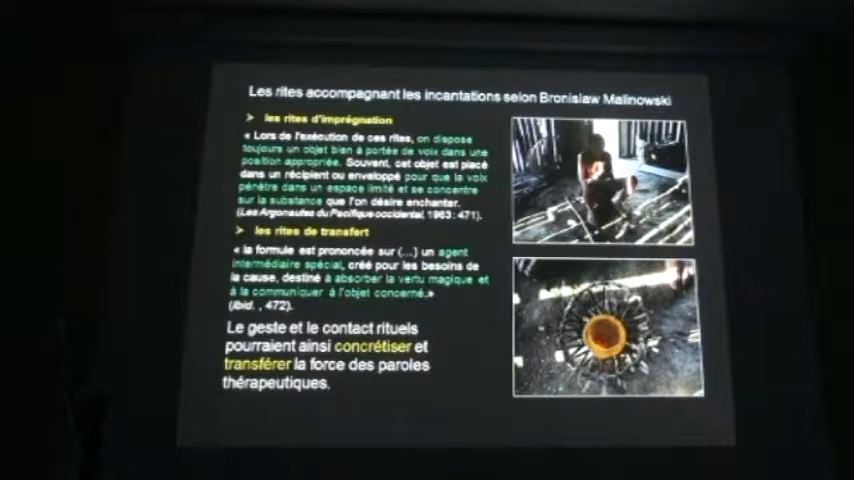 Les rites accompagnant les incantations selon Bronislaw Malinowski
➢ les rites d'imprégnation
« Lors de l'exécution de ces rites, on dispose
toujours un objet bien à portée de voix dans une
position appropriée. Souvent, cet objet est placé
dans un récipient ou enveloppé pour que la voix
pénètre dans un espace limité et se concentre
sur la substance que l'on désire enchanter.
(Les Argonautes du Pacifique occidental, 1963 : 471).
➢ les rites de transfert
« la formule est prononcée sur (...) un agent
intermédiaire spécial, créé pour les besoins de
la cause, destiné à absorber la vertu magique et
à la communiquer à l'objet concerné.»
(Ibid. , 472).
Le geste et le contact rituels
pourraient ainsi concrétiser et
transférer la force des paroles
thérapeutiques.